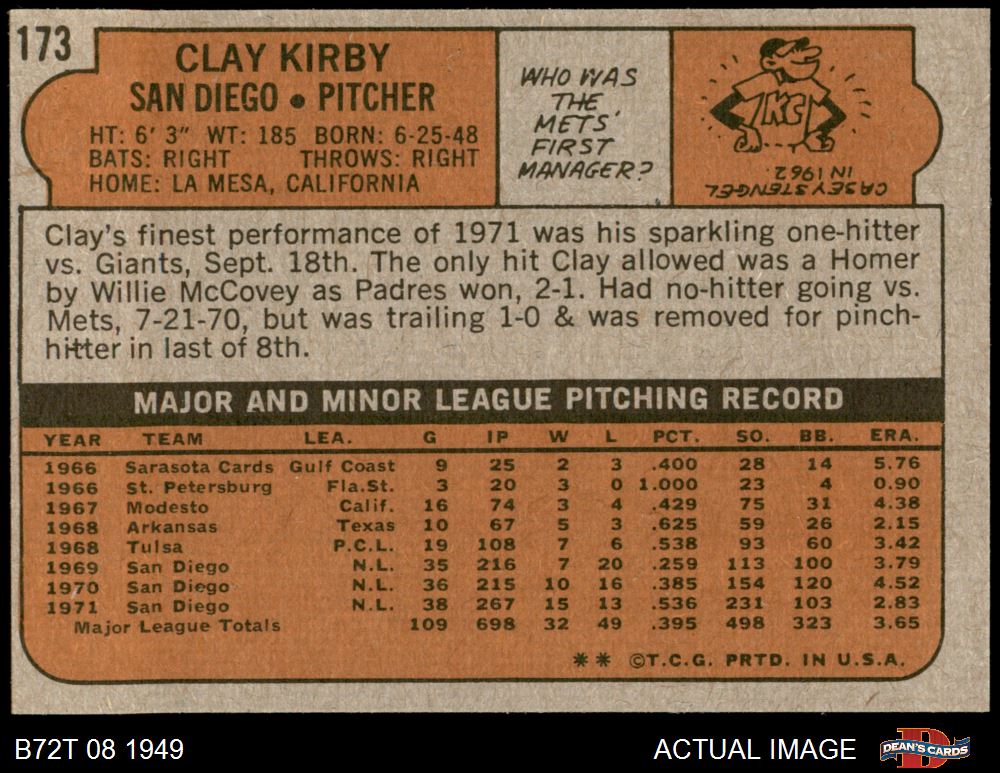 173
CLAY KIRBY
SAN DIEGO • PITCHER
HT: 6' 3" WT: 185 BORN: 6-25-48
BATS: RIGHT THROWS: RIGHT
HOME: LA MESA, CALIFORNIA
WHO WAS
THE
METS'
FIRST
MANAGER?
KC
CASEY STENGEL
IN 1962
Clay's finest performance of 1971 was his sparkling one-hitter
vs. Giants, Sept. 18th. The only hit Clay allowed was a Homer
by Willie McCovey as Padres won, 2-1. Had no-hitter going vs.
Mets, 7-21-70, but was trailing 1-0 & was removed for pinch-
hitter in last of 8th.
MAJOR AND MINOR LEAGUE PITCHING RECORD
YEAR TEAM LEA. G IP W L PCT. SO. BB. ERA.
1966 Sarasota Cards Gulf Coast 9 25 2 3 .400 28 14 5.76
1966 St. Petersburg Fla.St. 3 20 3 0 1.000 23 4 0.90
1967 Modesto Calif. 16 74 3 4 .429 75 31 4.38
1968 Arkansas Texas 10 67 5 3 .625 59 26 2.15
1968 Tulsa P.C.L. 19 108 7 6 .538 93 60 3.42
1969 San Diego N.L. 35 216 7 20 .259 113 100 3.79
1970 San Diego N.L. 36 215 10 16 .385 154 120 4.52
1971 San Diego N.L. 38 267 15 13 .536 231 103 2.83
Major League Totals 109 698 32 49 .395 498 323 3.65
** ©T.C.G. PRTD. IN U.S.A.
B72T 08 1949 ACTUAL IMAGE
DEAN'S CARDS